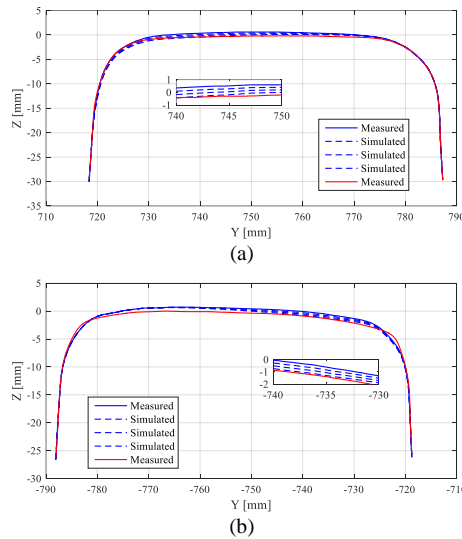 5
0
-5
-10
-15
-20
-25
-30
-35
Z [mm]
1
0
-1
740 745 750
Measured
Simulated
Simulated
Simulated
Measured
710 720 730 740 750 760 770 780 790
Y [mm]
(a)
5
0
-5
-10
-15
-20
-25
-30
Z [mm]
0
-1
-2
-740 -735 -730
Measured
Simulated
Simulated
Simulated
Measured
-790 -780 -770 -760 -750 -740 -730 -720 -710
Y [mm]
(b)